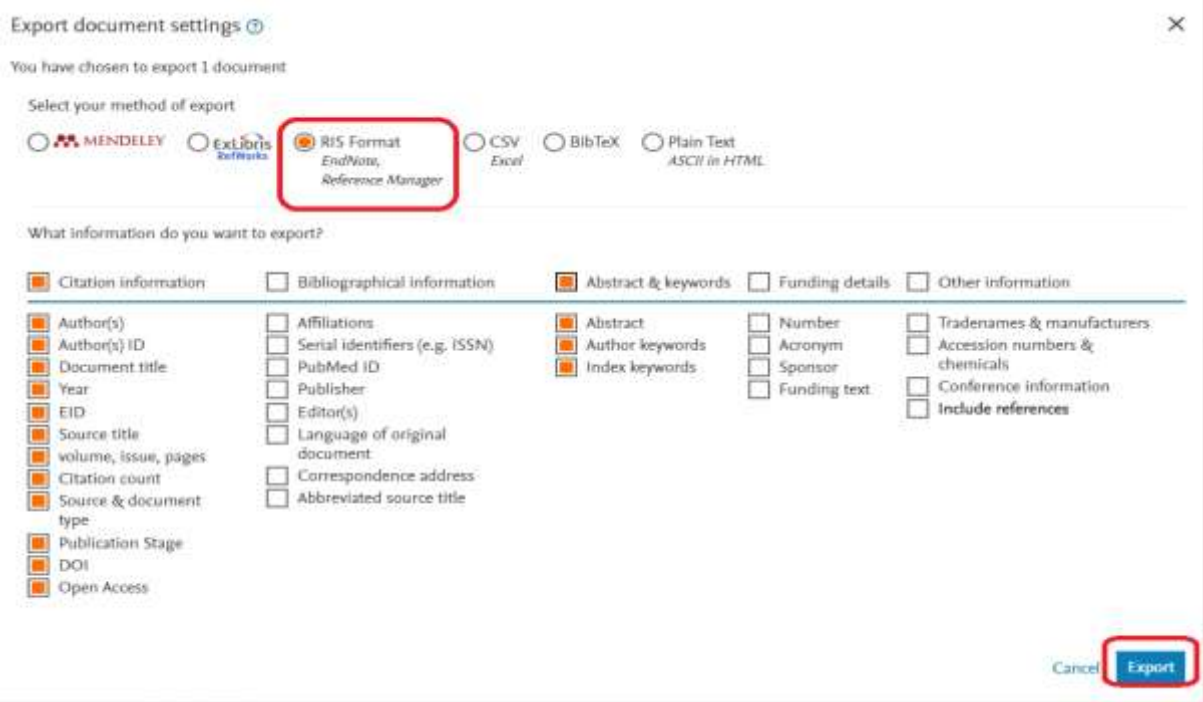 Export document settings ?
You have chosen to export 1 document
Select your method of export
MENDELEY ExLibris RefWorks RIS Format EndNote, Reference Manager CSV Excel BibTeX Plain Text ASCII in HTML
What information do you want to export?
Citation information
Author(s)
Author(s) ID
Document title
Year
EID
Source title
volume, issue, pages
Citation count
Source & document
type
Publication Stage
DOI
Open Access
Bibliographical information
Affiliations
Serial identifiers (e.g. ISSN)
PubMed ID
Publisher
Editor(s)
Language of original
document
Correspondence address
Abbreviated source title
Abstract & keywords
Abstract
Author keywords
Index keywords
Funding details
Number
Acronym
Sponsor
Funding text
Other information
Tradenames & manufacturers
Accession numbers &
chemicals
Conference information
Include references
Cancel Export